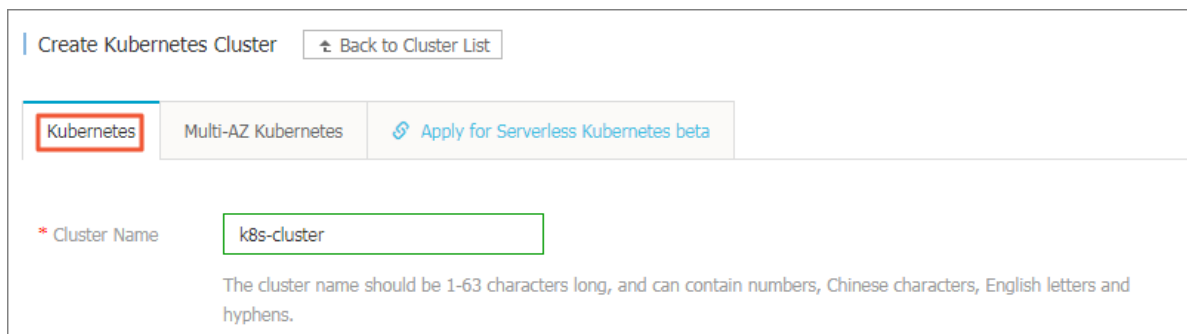 Create Kubernetes Cluster Back to Cluster List
Kubernetes Multi-AZ Kubernetes Apply for Serverless Kubernetes beta
* Cluster Name k8s-cluster
The cluster name should be 1-63 characters long, and can contain numbers, Chinese characters, English letters and
hyphens.